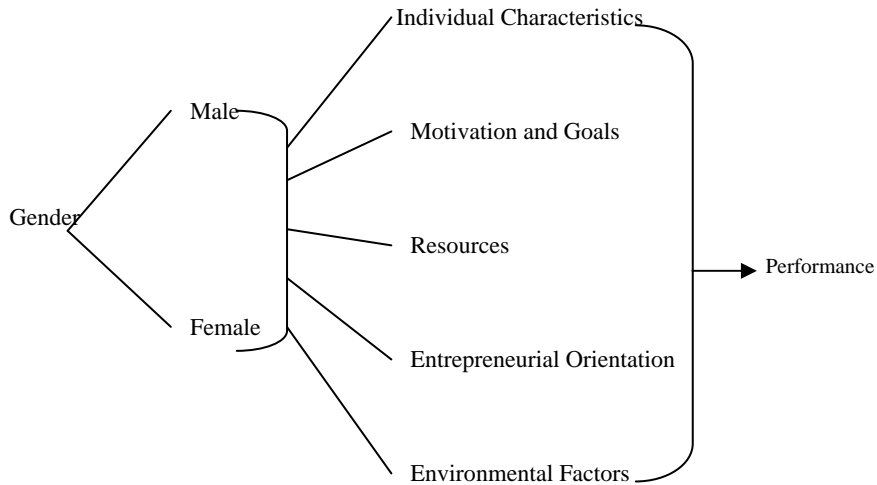 Individual Characteristics
Male
Motivation and Goals
Gender
Resources
Performance
Female
Entrepreneurial Orientation
Environmental Factors